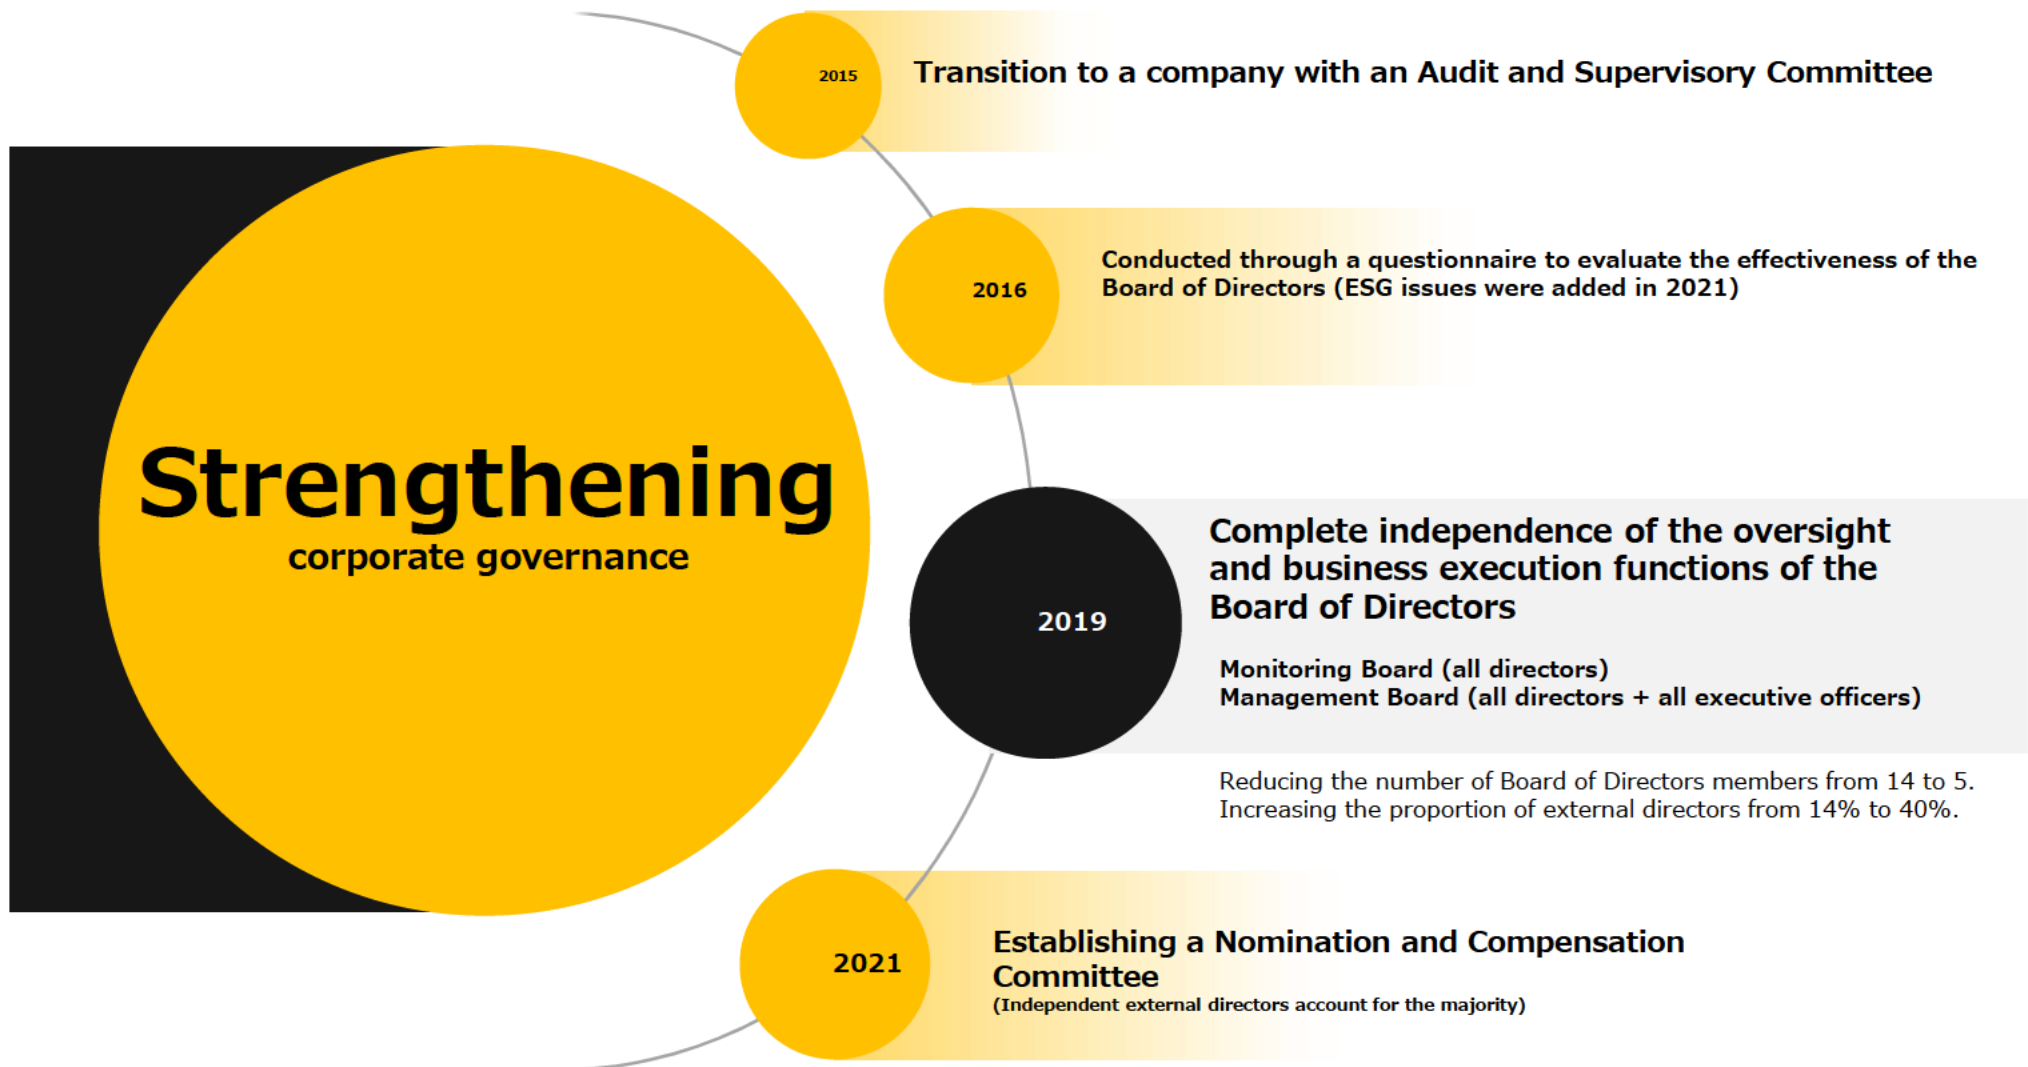 Strengthening
corporate governance
2015
Transition to a company with an Audit and Supervisory Committee
2016
Conducted through a questionnaire to evaluate the effectiveness of the
Board of Directors (ESG issues were added in 2021)
2019
Complete independence of the oversight
and business execution functions of the
Board of Directors
Monitoring Board (all directors)
Management Board (all directors + all executive officers)
Reducing the number of Board of Directors members from 14 to 5.
Increasing the proportion of external directors from 14% to 40%.
2021
Establishing a Nomination and Compensation
Committee
(Independent external directors account for the majority)